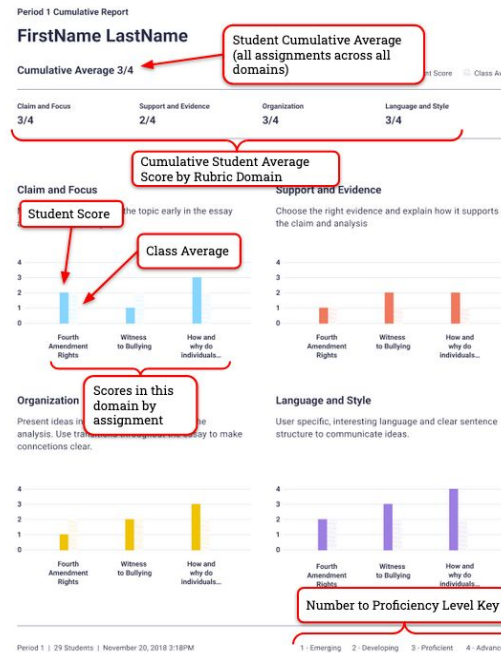 Period 1 Cumulative Report
FirstName LastName
Cumulative Average 3/4
Student Cumulative Average
(all assignments across all
domains)
Score
Class
Claim and Focus
Support and Evidence
Organization
Language and Style
3/4
2/4
3/4
3/4
Cumulative Student Average
Score by Rubric Domain
Claim and Focus
Support and Evidence
Student Score
the topic early in the essay
Choose the right evidence and explain how it supports
the claim and analysis
Class Average
4
3
2
1
0
Fourth
Amendment
Rights
Witness
to Bullying
How and
why do
individuals...
4
3
2
1
0
Fourth
Amendment
Rights
Witness
to Bullying
How and
why do
individuals...
Scores in this
domain by
assignment
Organization
Language and Style
Present ideas in
analysis. Use
essay to make
conncetions clear.
User specific, interesting language and clear sentence
structure to communicate ideas.
4
3
2
1
0
Fourth
Amendment
Rights
Witness
to Bullying
How and
why do
individuals...
4
3
2
1
0
Fourth
Amendment
Rights
Witness
to Bullying
How and
why do
individuals...
Number to Proficiency Level Key
Period 1 | 29 Students | November 20, 2018 3:18PM
1 - Emerging 2 - Developing 3 - Proficient 4 -